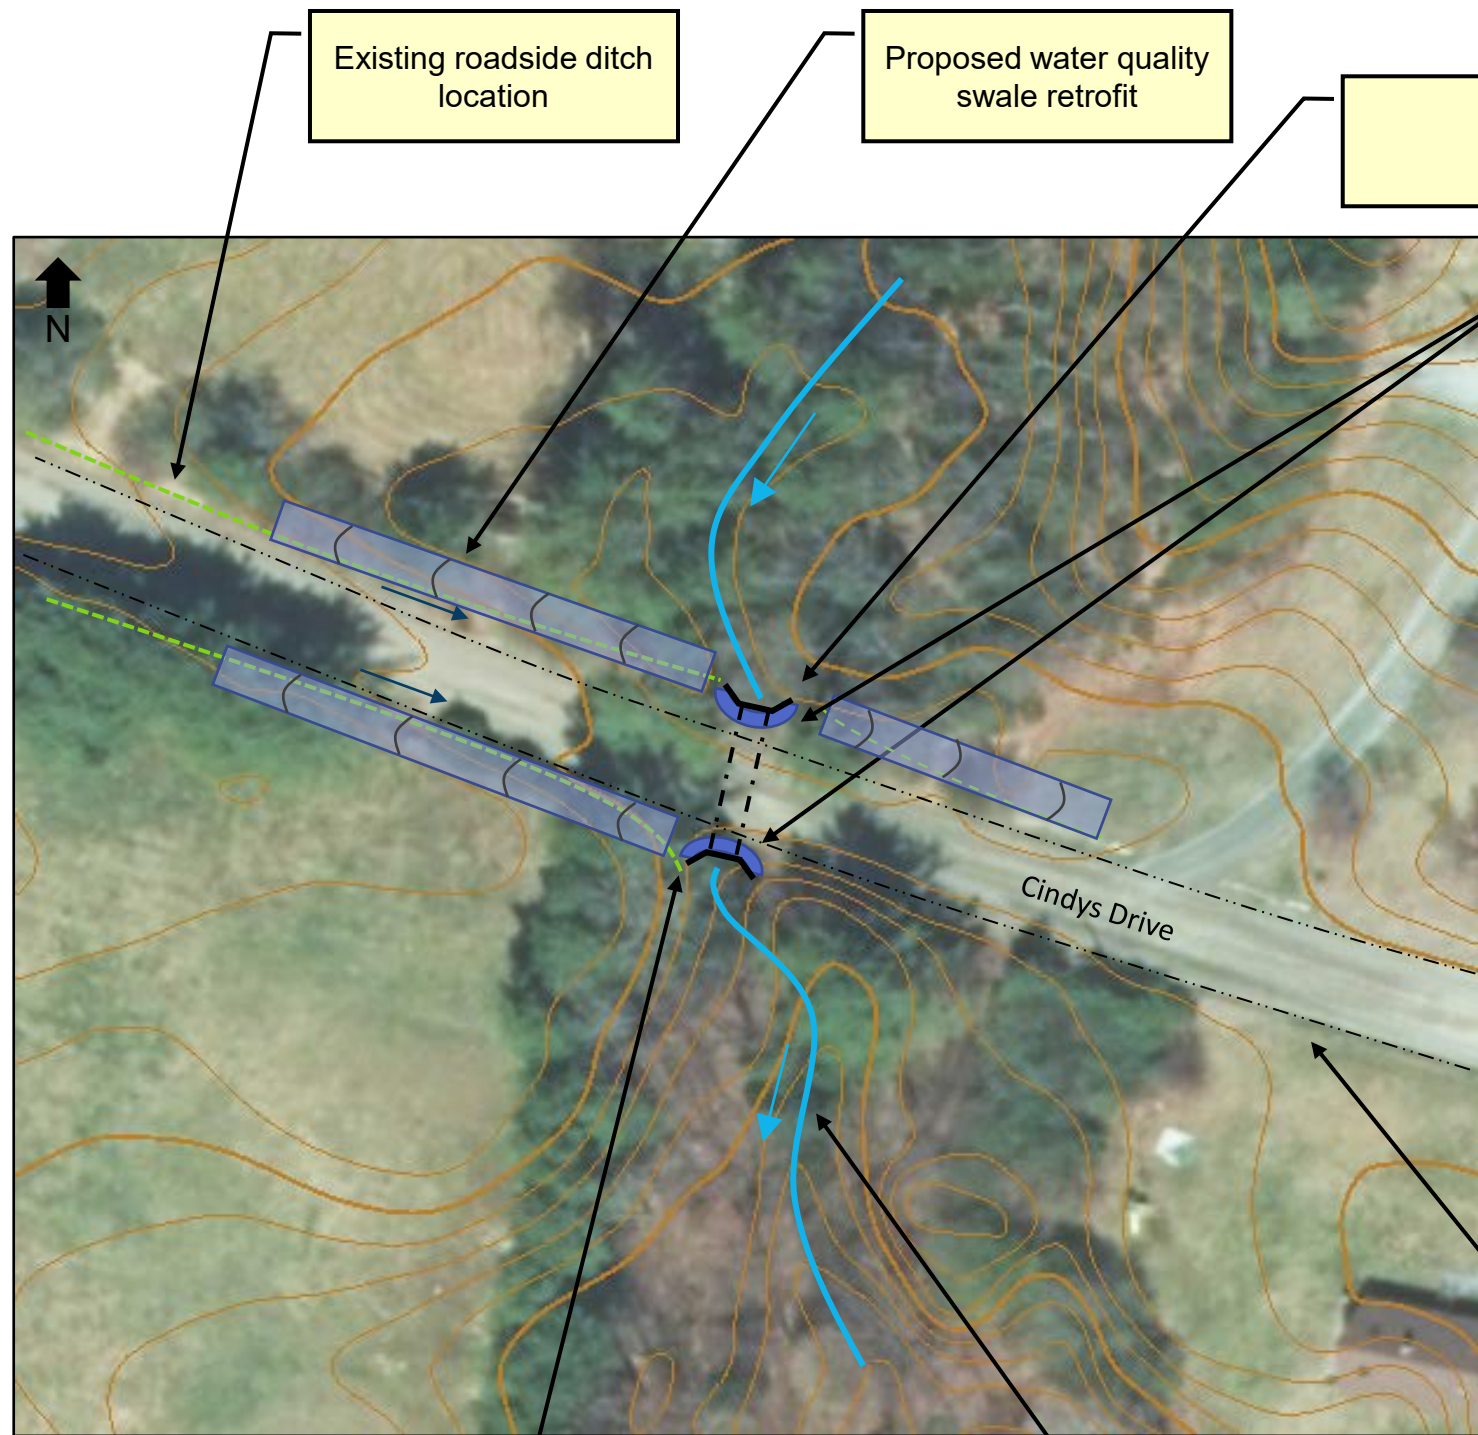 Existing roadside ditch
location
Proposed water quality
swale retrofit
N
Cindys Drive